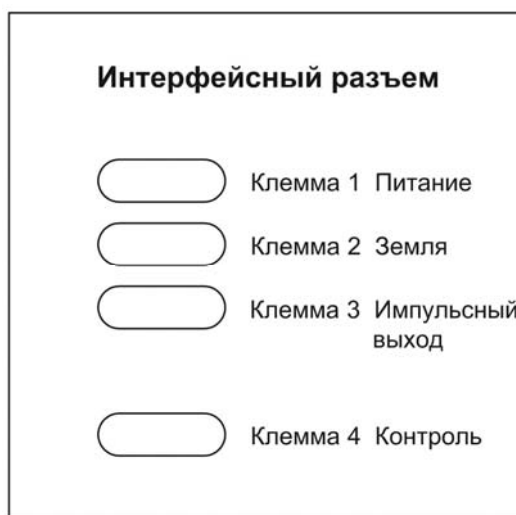 Интерфейсный разъем
Клемма 1 Питание
Клемма 2 Земля
Клемма 3 Импульсный
выход
Клемма 4 Контроль